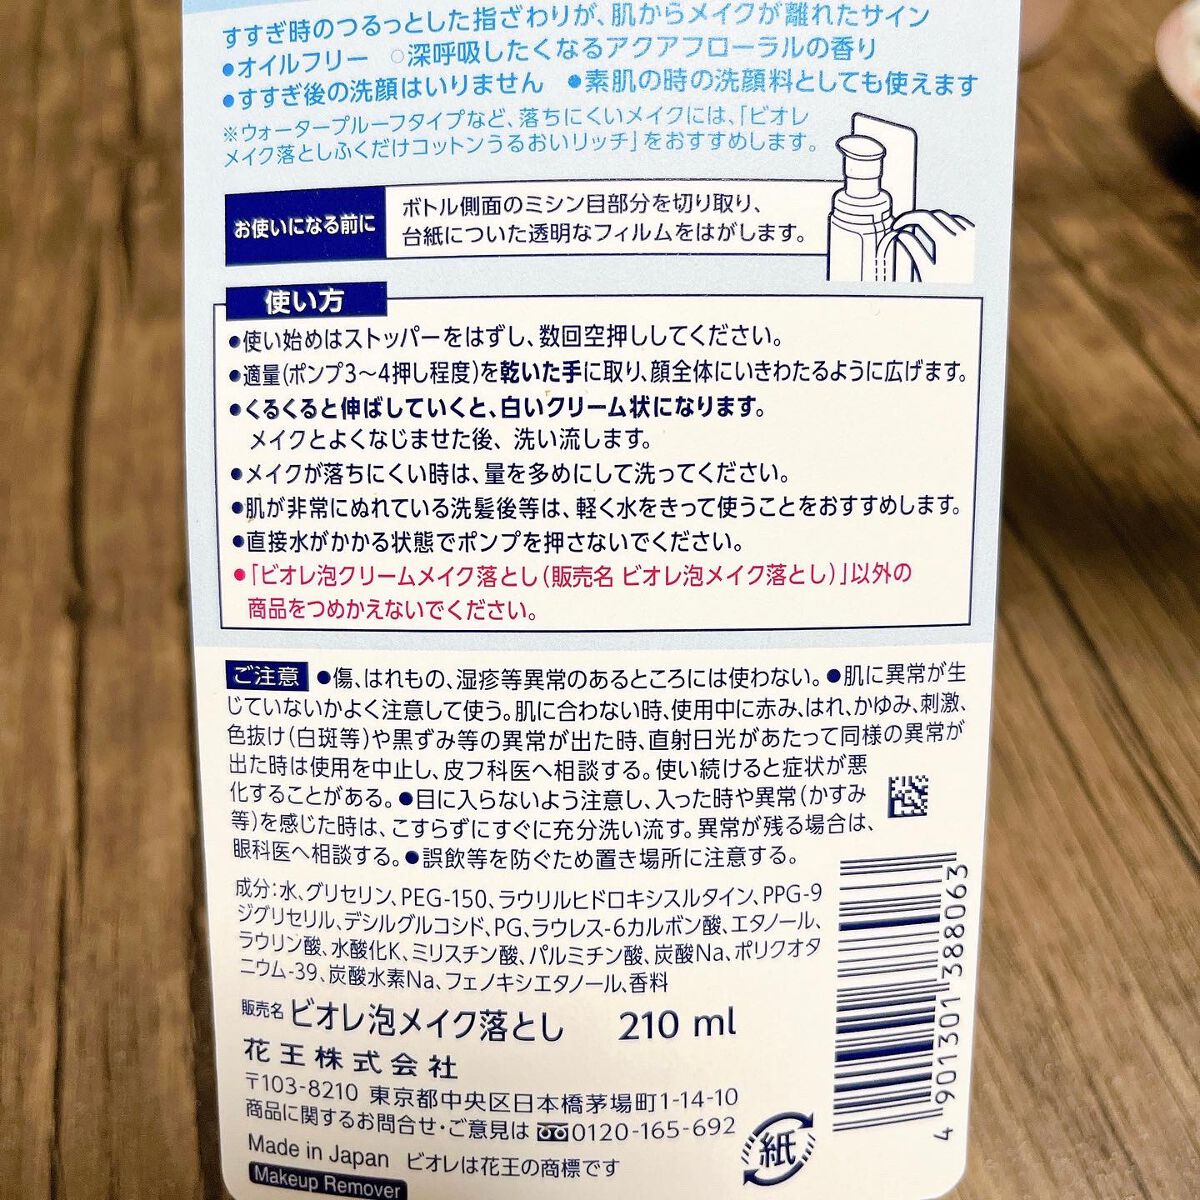 すすぎ時のつるっとした指ざわりが、肌からメイクが離れたサイン
●オイルフリー ○深呼吸したくなるアクアフローラルの香り
●すすぎ後の洗顔はいりません ●素肌の時の洗顔料としても使えます
※ウォータープルーフタイプなど、落ちにくいメイクには、「ビオレ
メイク落としふくだけコットンうるおいリッチ」をおすすめします。
お使いになる前に
ボトル側面のミシン目部分を切り取り、
台紙についた透明なフィルムをはがします。
使い方
●使い始めはストッパーをはずし、数回空押ししてください。
●適量(ポンプ3〜4押し程度)を乾いた手に取り、顔全体にいきわたるように広げます。
●くるくると伸ばしていくと、白いクリーム状になります。
メイクとよくなじませた後、洗い流します。
●メイクが落ちにくい時は、量を多めにして洗ってください。
●肌が非常にぬれている洗髪後等は、軽く水をきって使うことをおすすめします。
●直接水がかかる状態でポンプを押さないでください。
●「ビオレ泡クリームメイク落とし(販売名 ビオレ泡メイク落とし)」以外の
商品をつめかえないでください。
ご注意 ●傷、はれもの、湿疹等異常のあるところには使わない。●肌に異常が生
じていないかよく注意して使う。肌に合わない時、使用中に赤み、はれ、かゆみ、刺激、
色抜け(白斑等)や黒ずみ等の異常が出た時、直射日光があたって同様の異常が
出た時は使用を中止し、皮フ科医へ相談する。使い続けると症状が悪
化することがある。●目に入らないよう注意し、入った時や異常(かすみ
等)を感じた時は、こすらずにすぐに充分洗い流す。異常が残る場合は、
眼科医へ相談する。●誤飲等を防ぐため置き場所に注意する。
成分:水、グリセリン、PEG-150、ラウリルヒドロキシスルタイン、PPG-9
ジグリセリル、デシルグルコシド、PG、ラウレス-6カルボン酸、エタノール、
ラウリン酸、水酸化K、ミリスチン酸、パルミチン酸、炭酸Na、ポリクオタ
ニウム-39、炭酸水素Na、フェノキシエタノール、香料
販売名 ビオレ泡メイク落とし 210 ml
花王株式会社
〒103-8210 東京都中央区日本橋茅場町1-14-10
商品に関するお問合せ・ご意見は 0120-165-692
Made in Japan ビオレは花王の商標です
Makeup Remover
紙
4 901301 388063